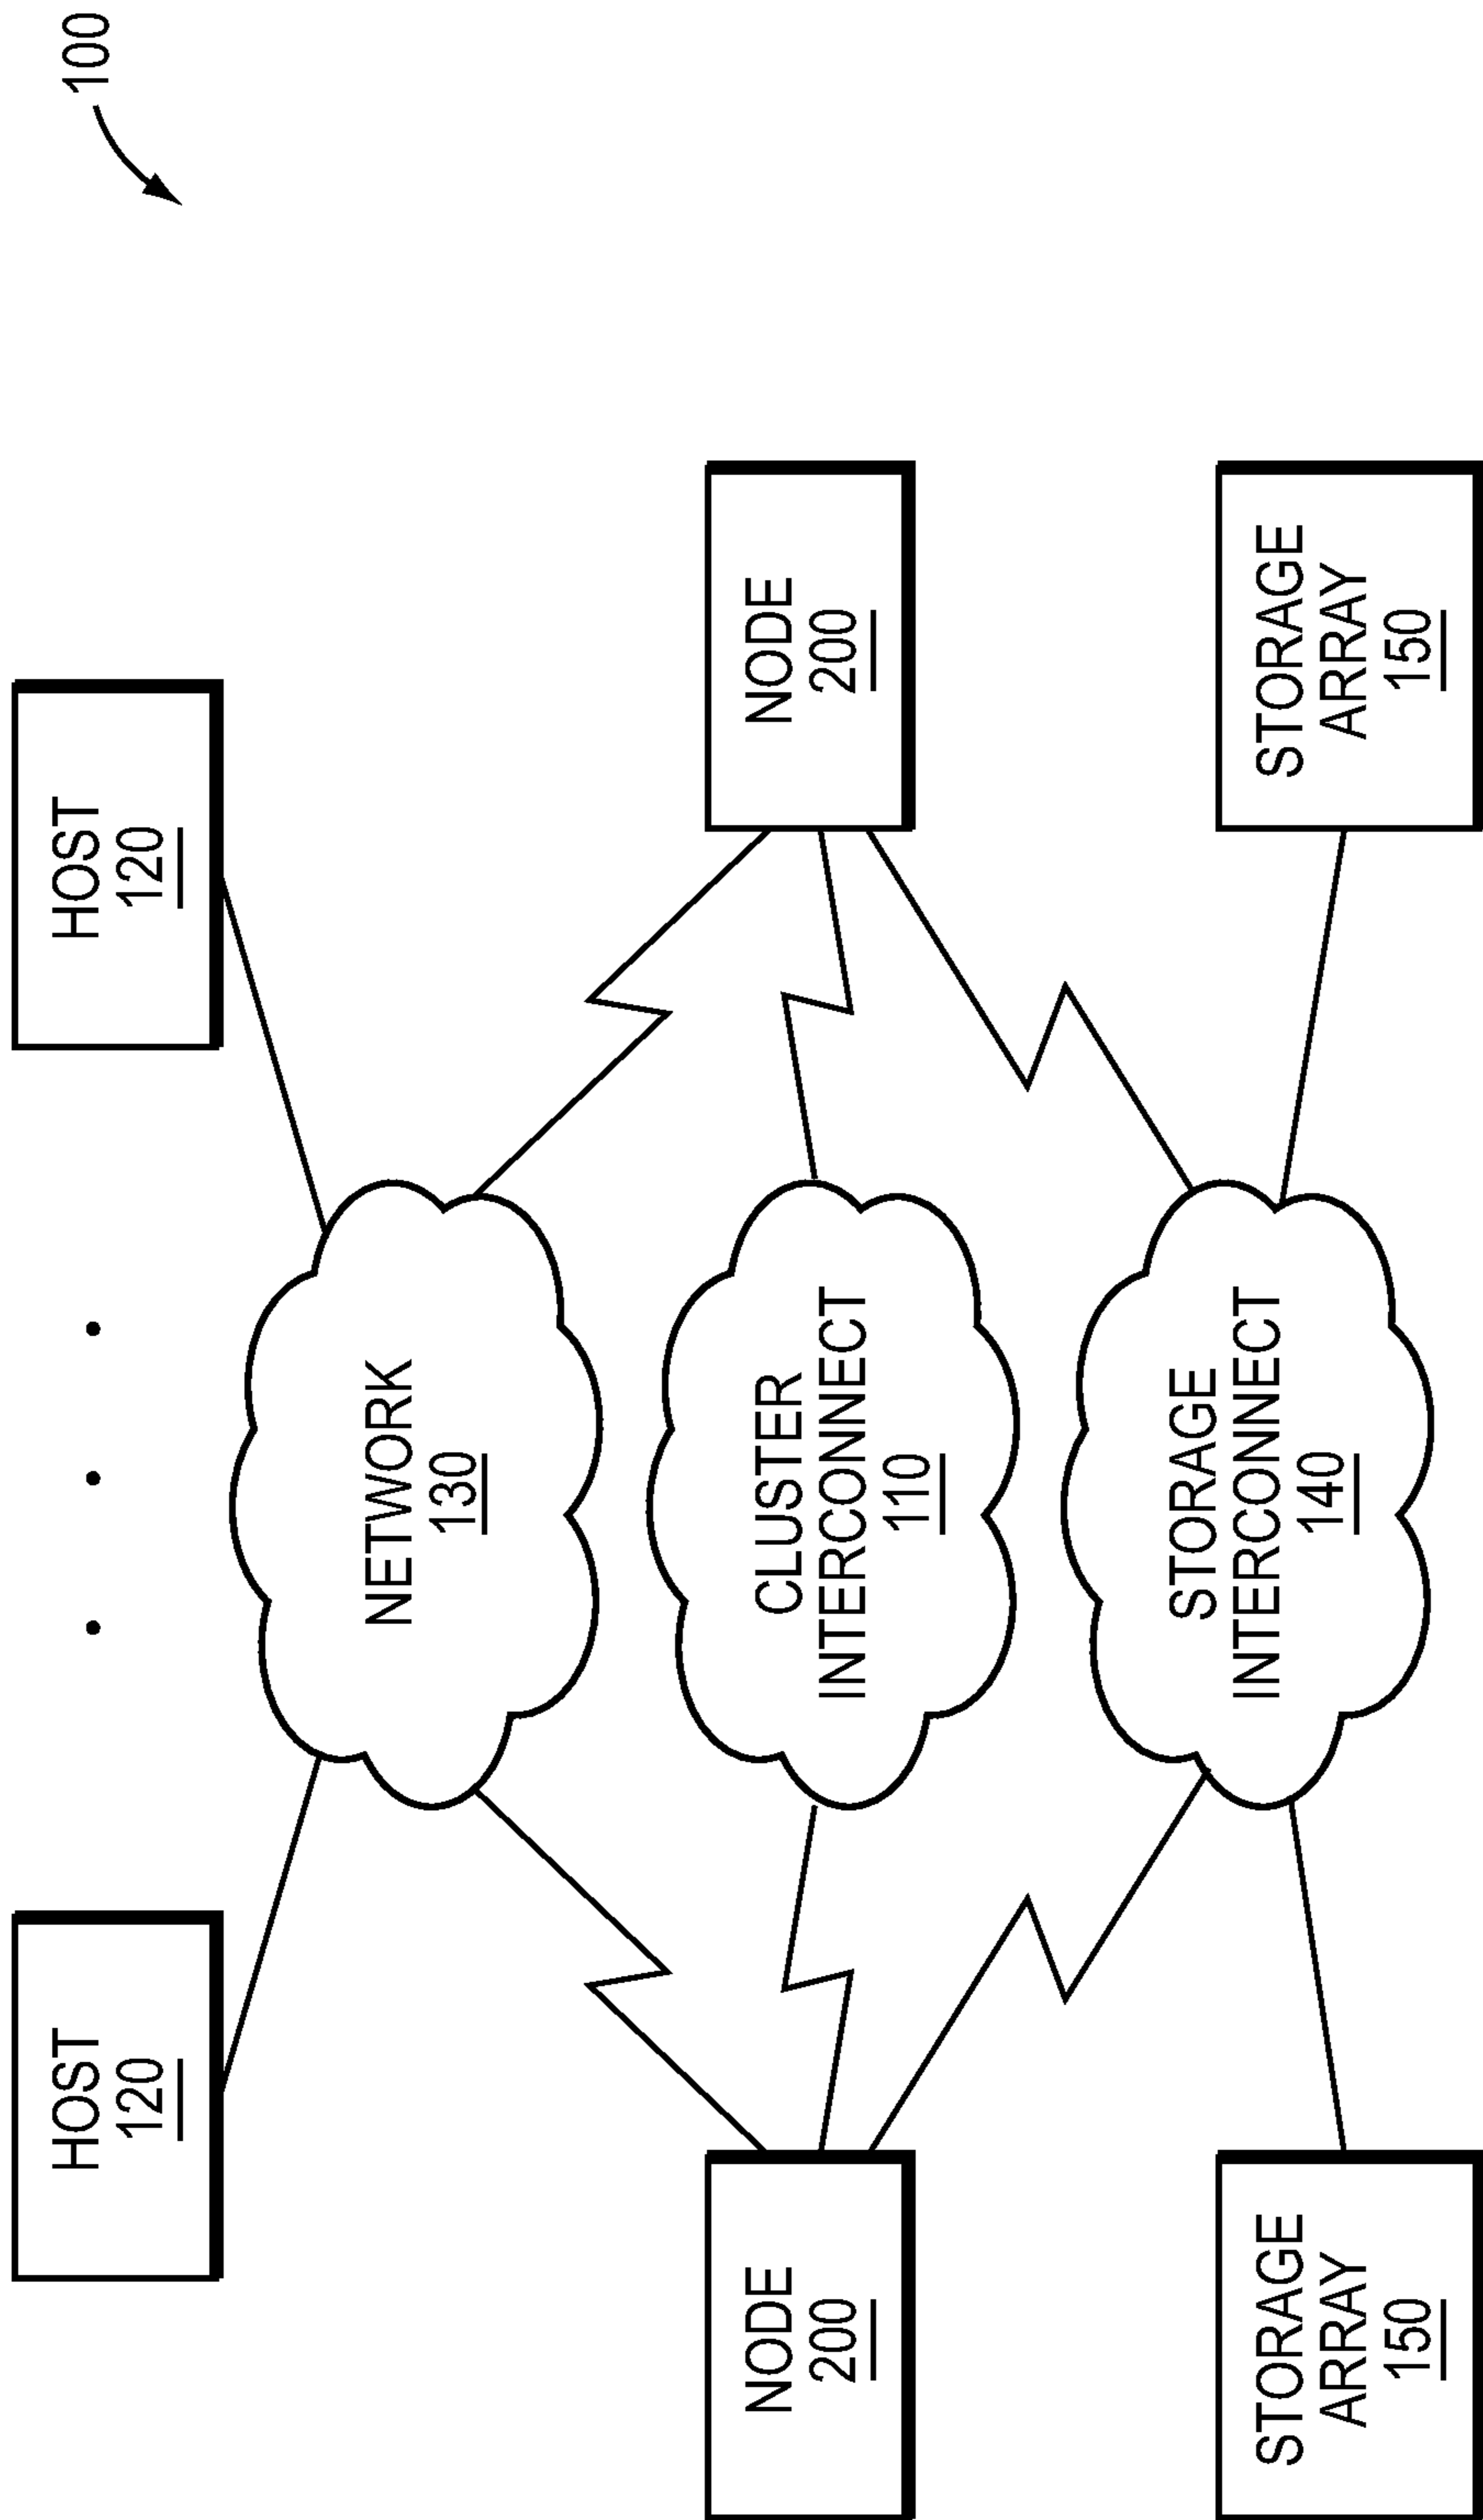 100
HOST
120
. . .
HOST
120
NETWORK
130
NODE
200
CLUSTER
INTERCONNECT
110
NODE
200
STORAGE
INTERCONNECT
140
STORAGE
ARRAY
150
STORAGE
ARRAY
150